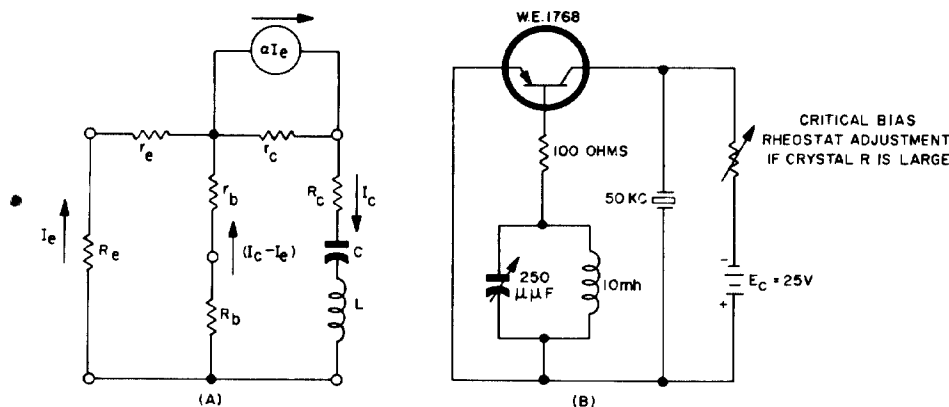 αIe
re
rc
Rc
Ic
rb
C
Ie
Re
(Ic-Ie)
L
Rb
(A)
W.E.1768
100 OHMS
CRITICAL BIAS
RHEOSTAT ADJUSTMENT
IF CRYSTAL R IS LARGE
50 KC
250
μμF
10mh
-
EC = 25V
+
(B)